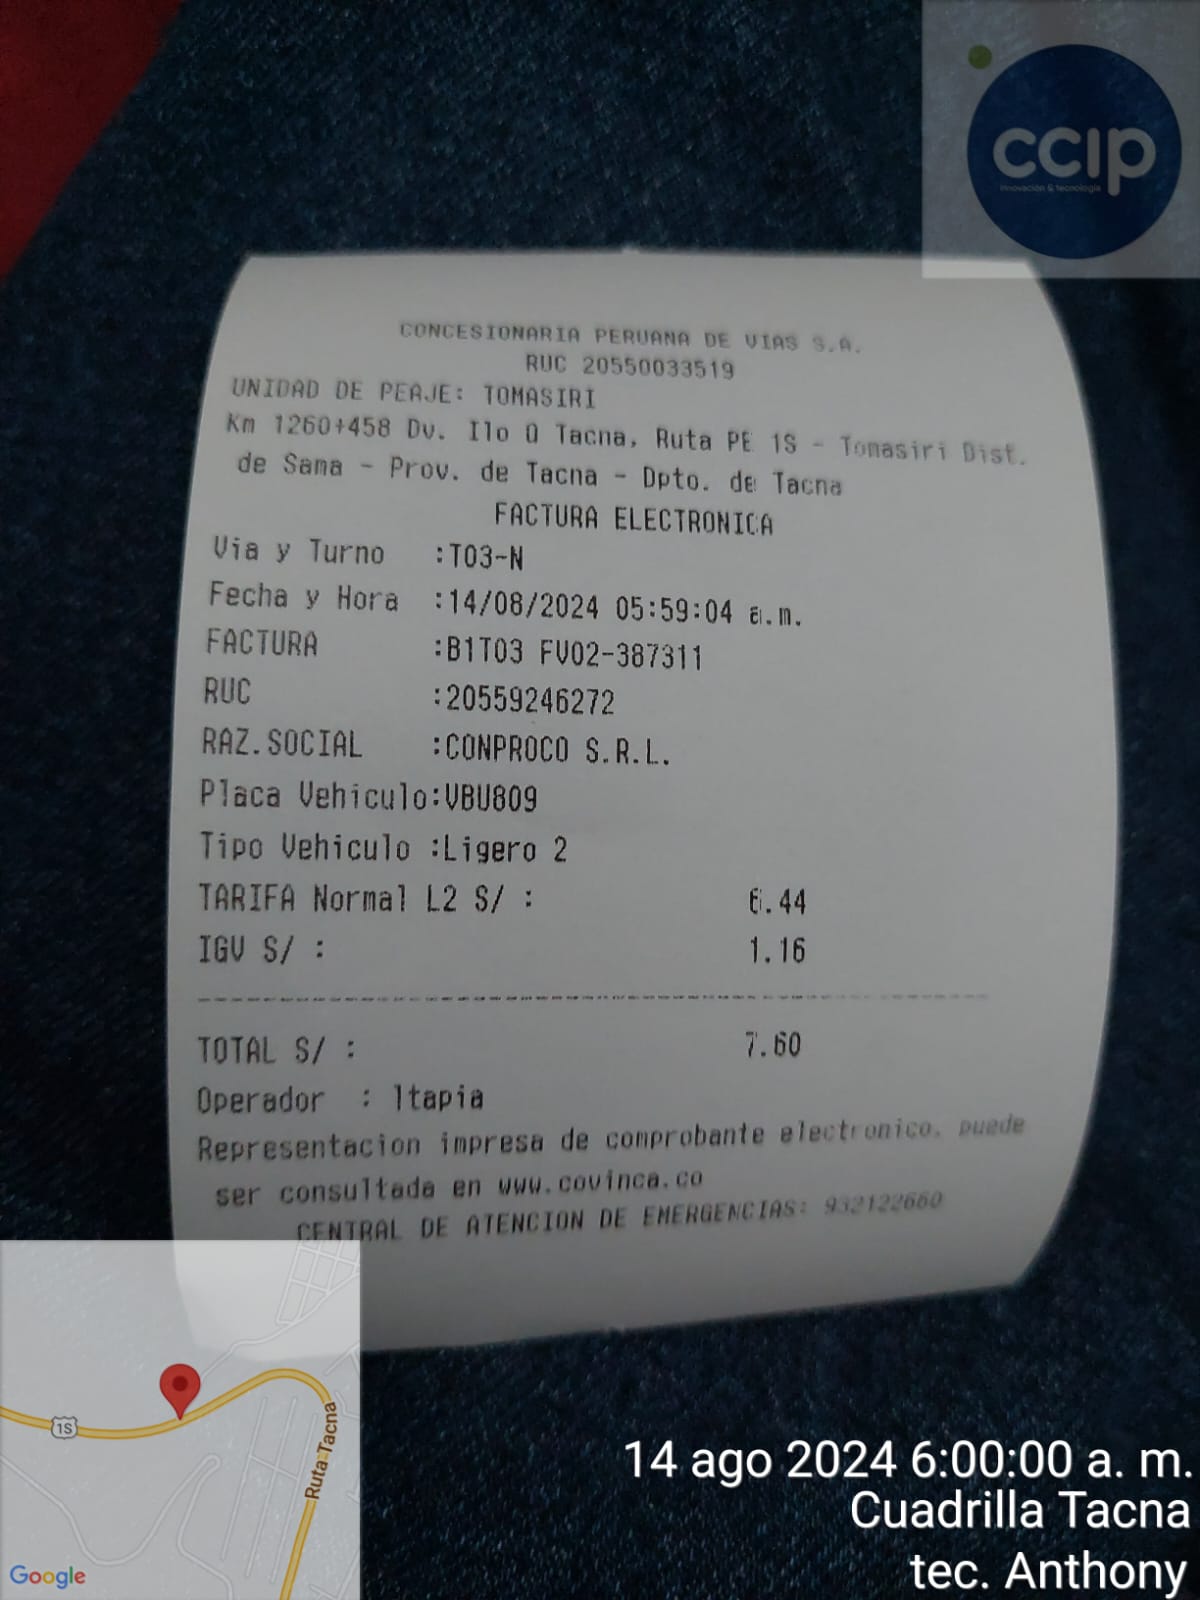 ccip
innovación & tecnología
CONCESIONARIA PERUANA DE VIAS S.A.
RUC 20550033519
UNIDAD DE PEAJE: TOMASIRI
Km 1260+458 Dv. Ilo Q Tacna, Ruta PE 1S - Tomasiri Dist.
de Sama - Prov. de Tacna - Dpto. de Tacna
FACTURA ELECTRONICA
Via y Turno :T03-N
Fecha y Hora :14/08/2024 05:59:04 a.m.
FACTURA :B1T03 FV02-387311
RUC :20559246272
RAZ.SOCIAL :CONPROCO S.R.L.
Placa Vehiculo:VBU809
Tipo Vehiculo :Ligero 2
TARIFA Normal L2 S/ : 6.44
IGV S/ : 1.16
TOTAL S/ : 7.60
Operador : ltapia
Representacion impresa de comprobante electronico, puede
ser consultada en www.covinca.co
CENTRAL DE ATENCION DE EMERGENCIAS: 932122660
1S
Ruta Tacna
Google
14 ago 2024 6:00:00 a. m.
Cuadrilla Tacna
tec. Anthony